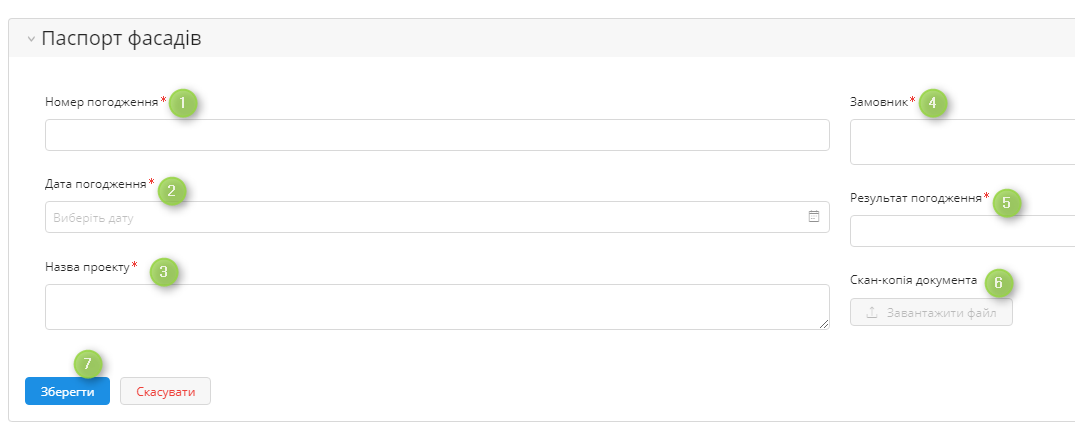 Паспорт фасадів
Номер погодження* 1
Замовник* 4
Дата погодження* 2
Виберіть дату
Результат погодження* 5
Назва проекту* 3
Скан-копія документа 6
Завантажити файл
7
Зберегти Скасувати